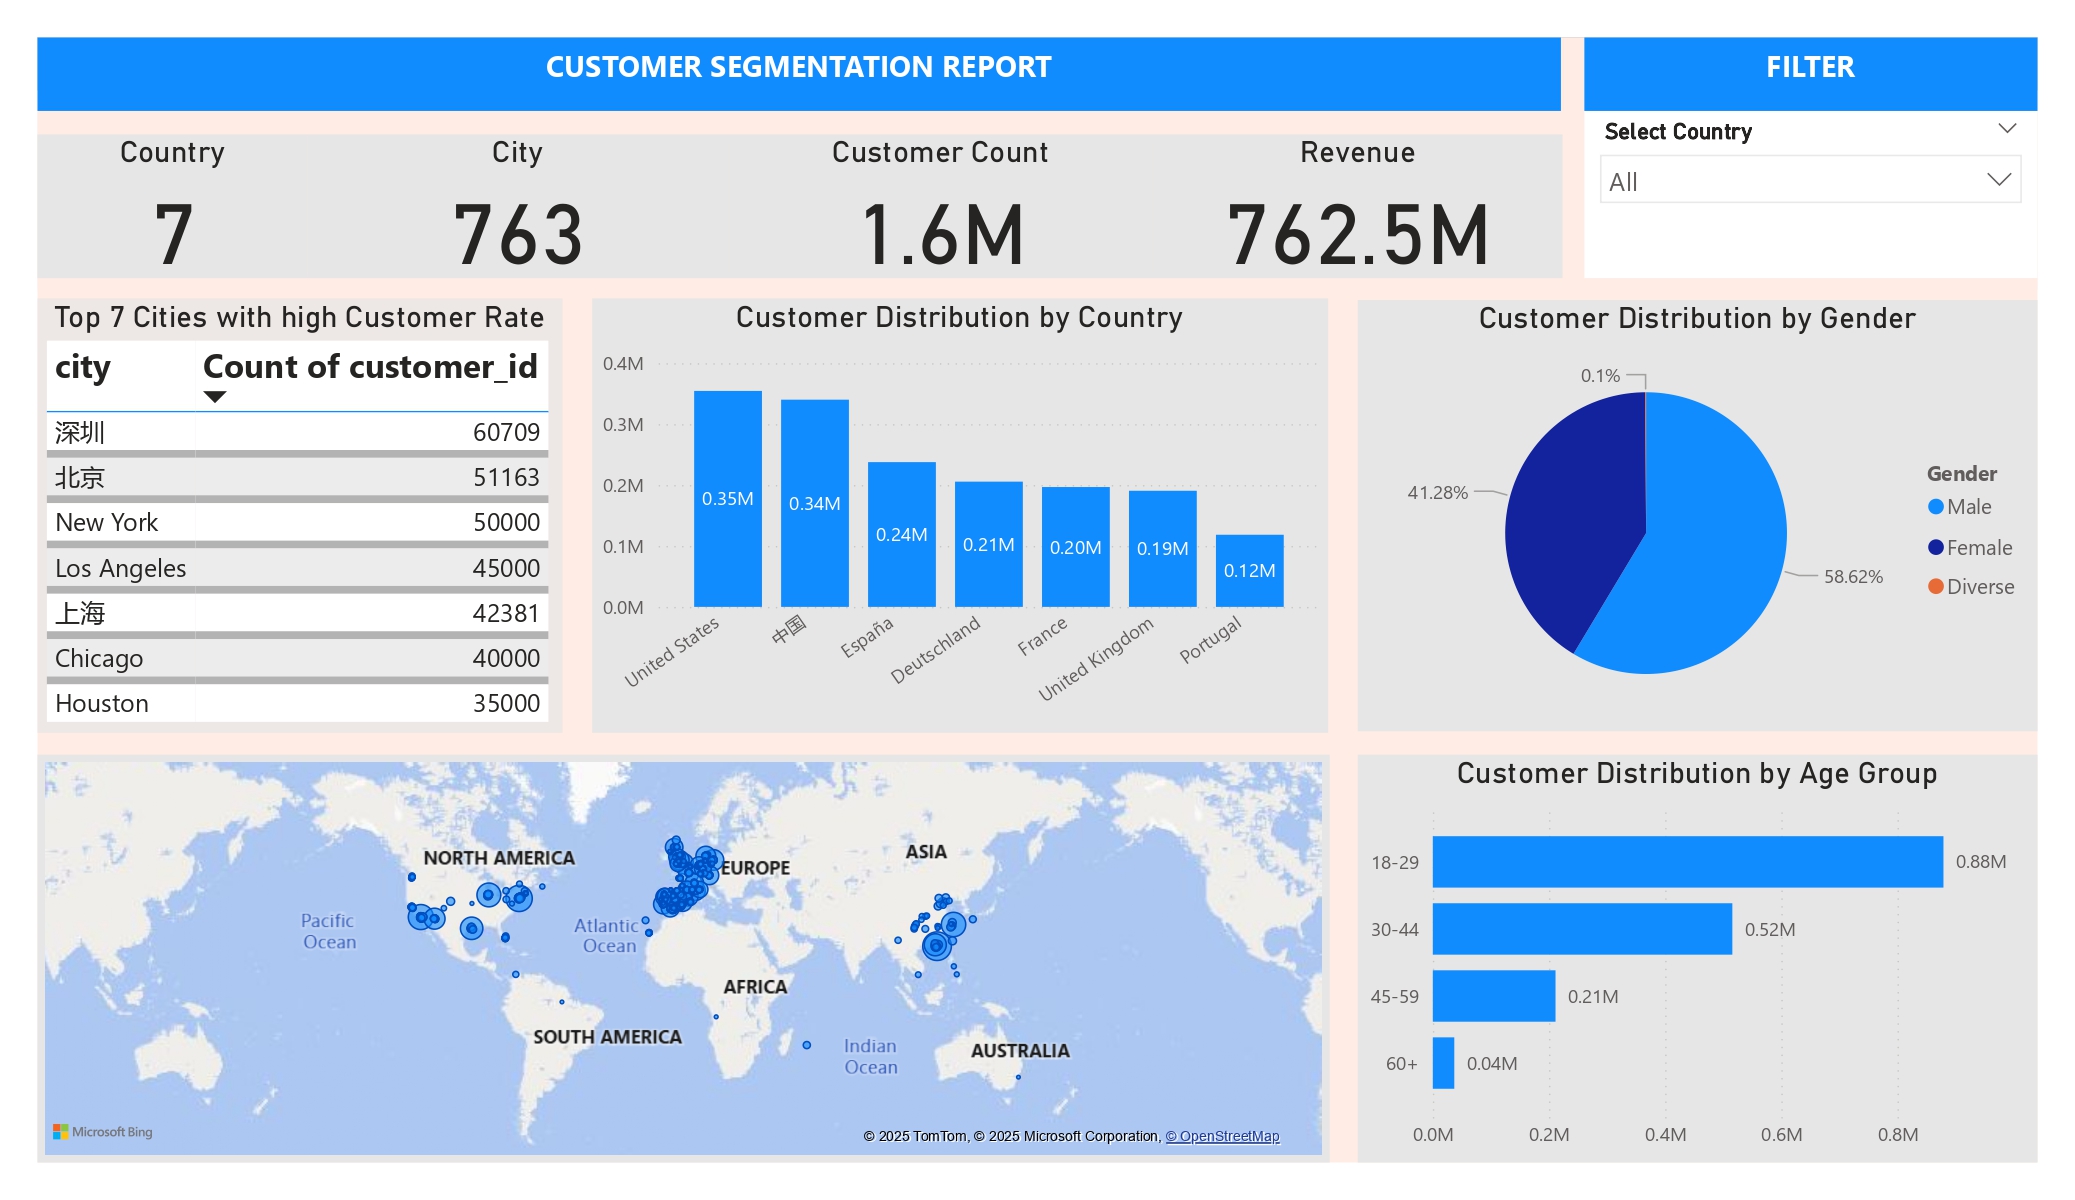 CUSTOMER SEGMENTATION REPORT
FILTER
Country
City
Customer Count
Revenue
7
763
1.6M
762.5M
Select Country
All
Top 7 Cities with high Customer Rate
city Count of customer_id
深圳 60709
北京 51163
New York 50000
Los Angeles 45000
上海 42381
Chicago 40000
Houston 35000
Customer Distribution by Country
0.4M
0.3M
0.2M
0.1M
0.0M
0.35M
0.34M
0.24M
0.21M
0.20M
0.19M
0.12M
United States
中国
España
Deutschland
France
United Kingdom
Portugal
Customer Distribution by Gender
0.1%
41.28%
58.62%
Gender
Male
Female
Diverse
NORTH AMERICA
EUROPE
ASIA
Pacific
Ocean
Atlantic
Ocean
AFRICA
SOUTH AMERICA
Indian
Ocean
AUSTRALIA
Microsoft Bing
© 2025 TomTom, © 2025 Microsoft Corporation, © OpenStreetMap
Customer Distribution by Age Group
18-29 0.88M
30-44 0.52M
45-59 0.21M
60+ 0.04M
0.0M 0.2M 0.4M 0.6M 0.8M